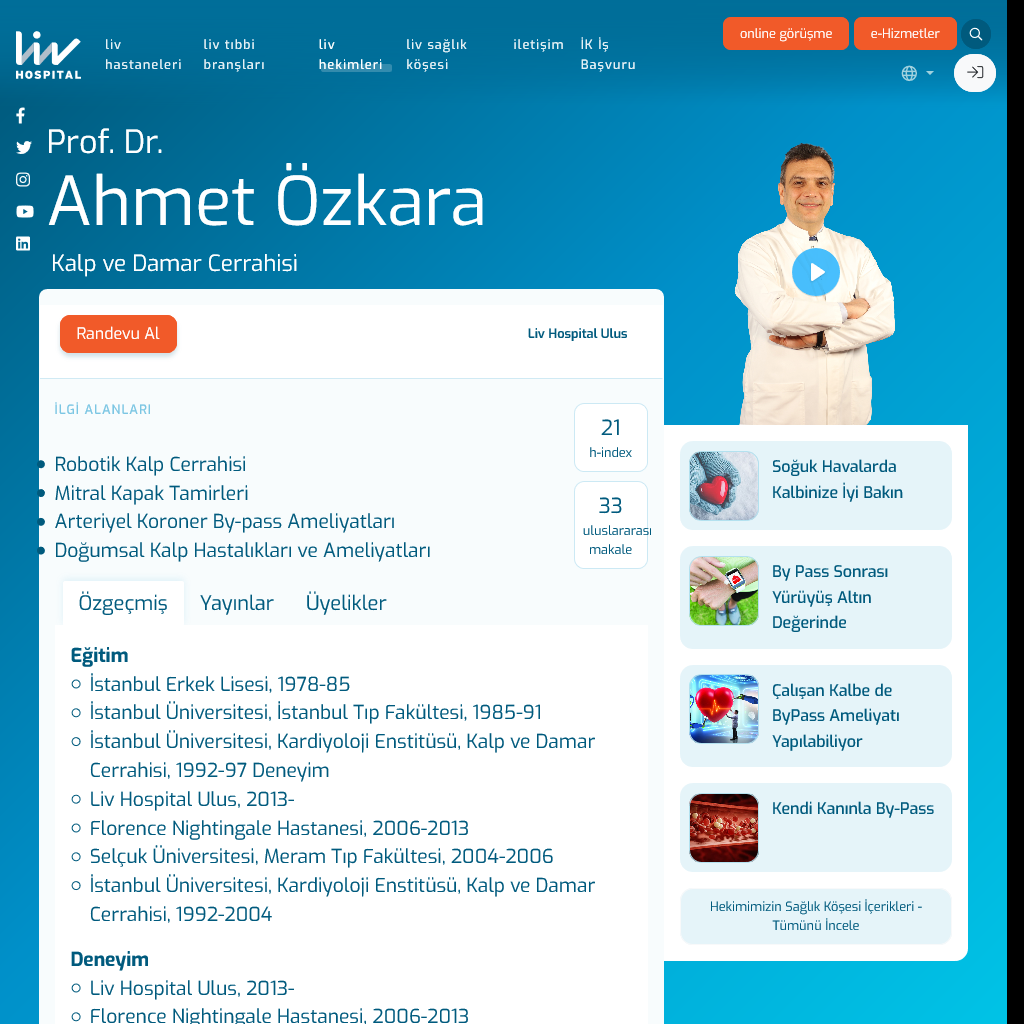 liv
HOSPITAL
liv
hastaneleri
liv tıbbi
branşları
liv
hekimleri
liv sağlık
köşesi
iletişim
İK İş
Başvuru
online görüşme
e-Hizmetler
Prof. Dr.
Ahmet Özkara
Kalp ve Damar Cerrahisi
Randevu Al
Liv Hospital Ulus
İLGİ ALANLARI
Robotik Kalp Cerrahisi
Mitral Kapak Tamirleri
Arteriyel Koroner By-pass Ameliyatları
Doğumsal Kalp Hastalıkları ve Ameliyatları
21
h-index
33
uluslararası
makale
Özgeçmiş
Yayınlar
Üyelikler
Eğitim
İstanbul Erkek Lisesi, 1978-85
İstanbul Üniversitesi, İstanbul Tıp Fakültesi, 1985-91
İstanbul Üniversitesi, Kardiyoloji Enstitüsü, Kalp ve Damar
Cerrahisi, 1992-97 Deneyim
Liv Hospital Ulus, 2013-
Florence Nightingale Hastanesi, 2006-2013
Selçuk Üniversitesi, Meram Tıp Fakültesi, 2004-2006
İstanbul Üniversitesi, Kardiyoloji Enstitüsü, Kalp ve Damar
Cerrahisi, 1992-2004
Deneyim
Liv Hospital Ulus, 2013-
Florence Nightingale Hastanesi, 2006-2013
Soğuk Havalarda
Kalbinize İyi Bakın
By Pass Sonrası
Yürüyüş Altın
Değerinde
Çalışan Kalbe de
ByPass Ameliyatı
Yapılabiliyor
Kendi Kanınla By-Pass
Hekimimizin Sağlık Köşesi İçerikleri -
Tümünü İncele